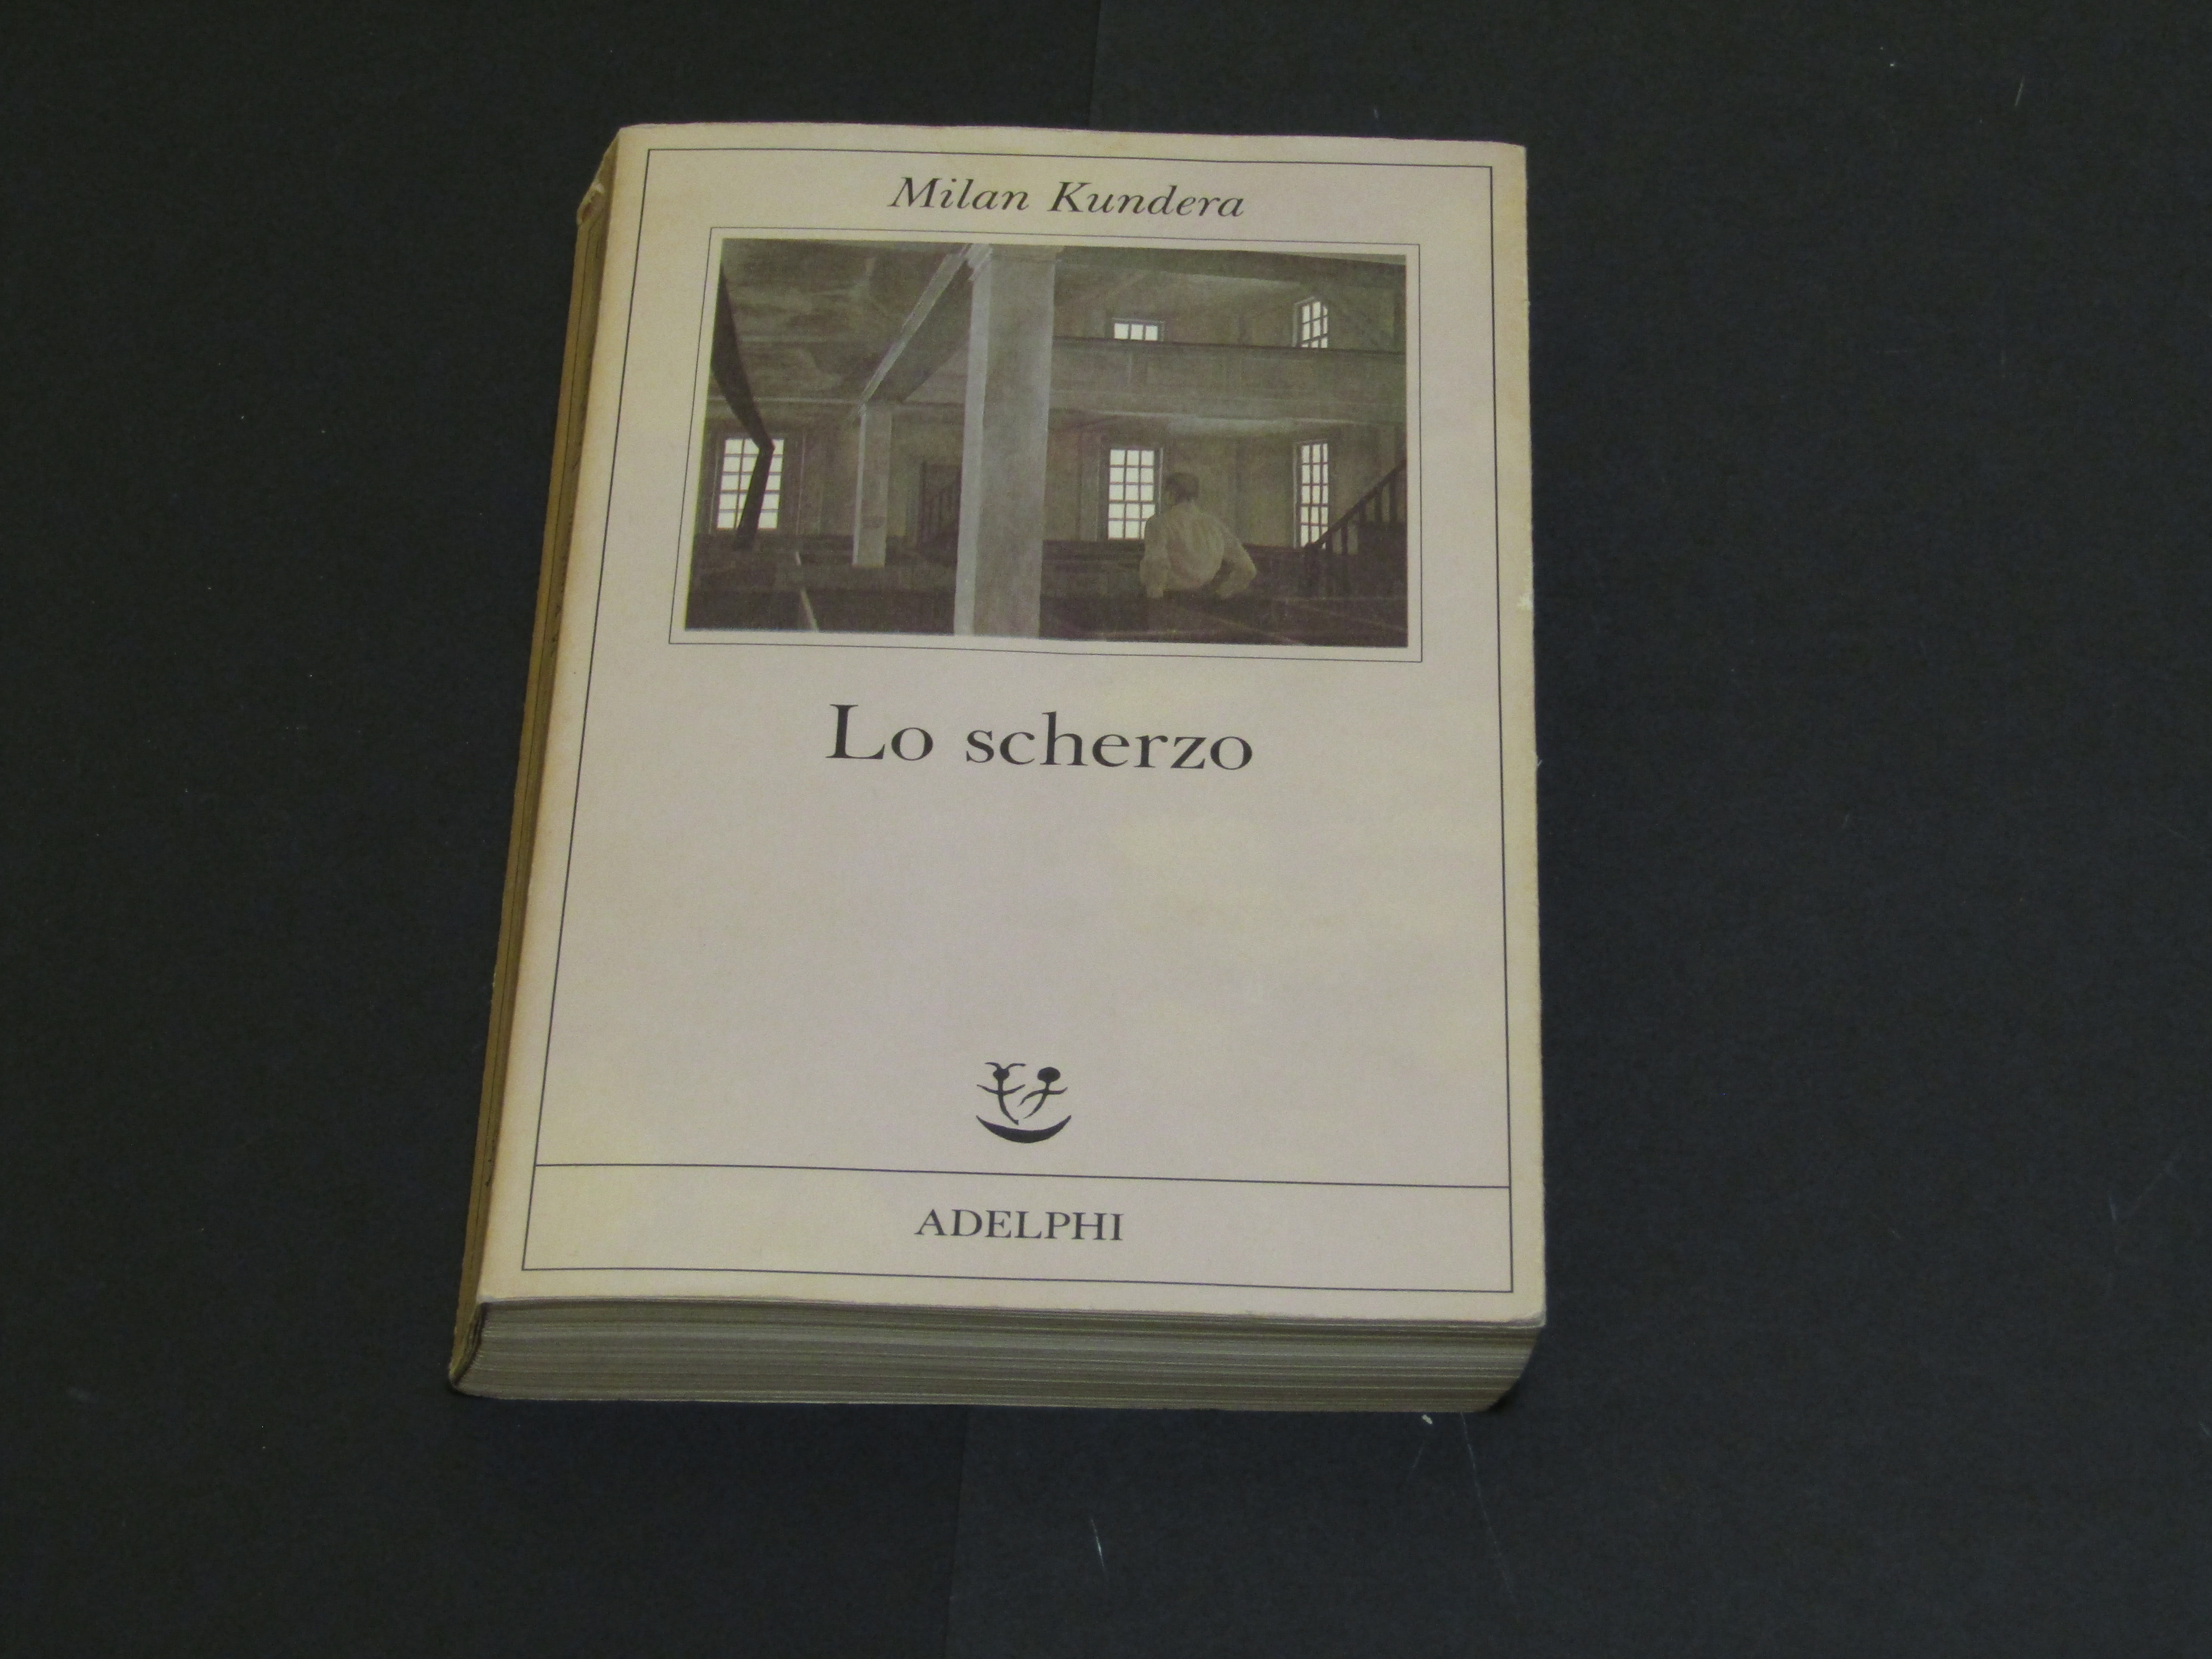 Milan Kundera
Lo scherzo
ADELPHI